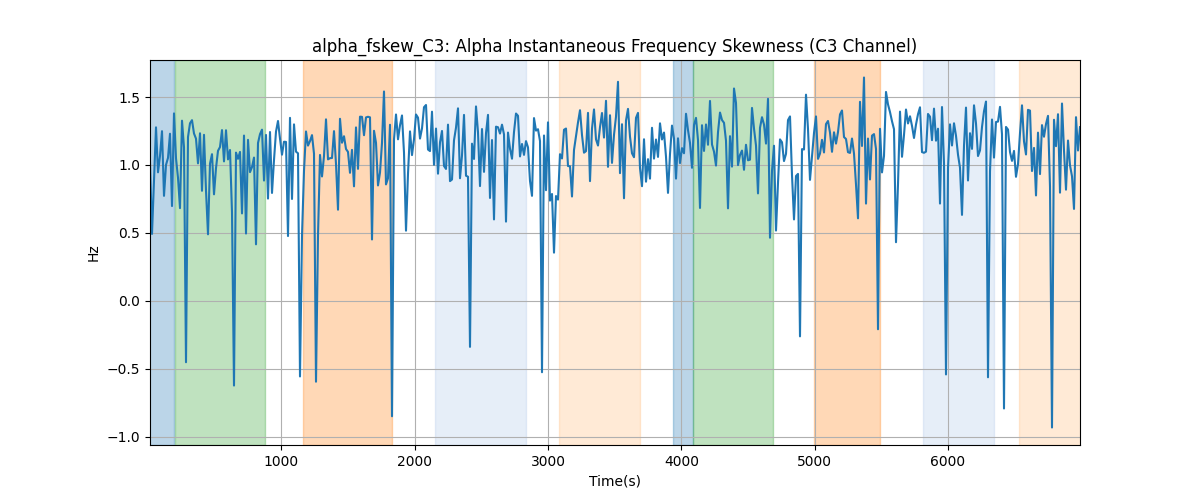 alpha_fskew_C3: Alpha Instantaneous Frequency Skewness (C3 Channel)
1.5
1.0
0.5
0.0
−0.5
−1.0
Hz
1000 2000 3000 4000 5000 6000
Time(s)